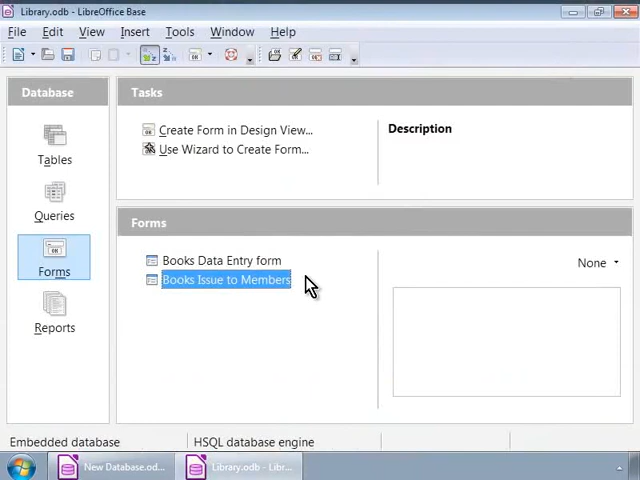 Library.odb - LibreOffice Base
File Edit View Insert Tools Window Help
Database
Tables
Queries
Forms
Reports
Tasks
Create Form in Design View...
Use Wizard to Create Form...
Description
Forms
Books Data Entry form
Books Issue to Members
None
Embedded database
HSQL database engine
New Database.od...
Library.odb - Libre...